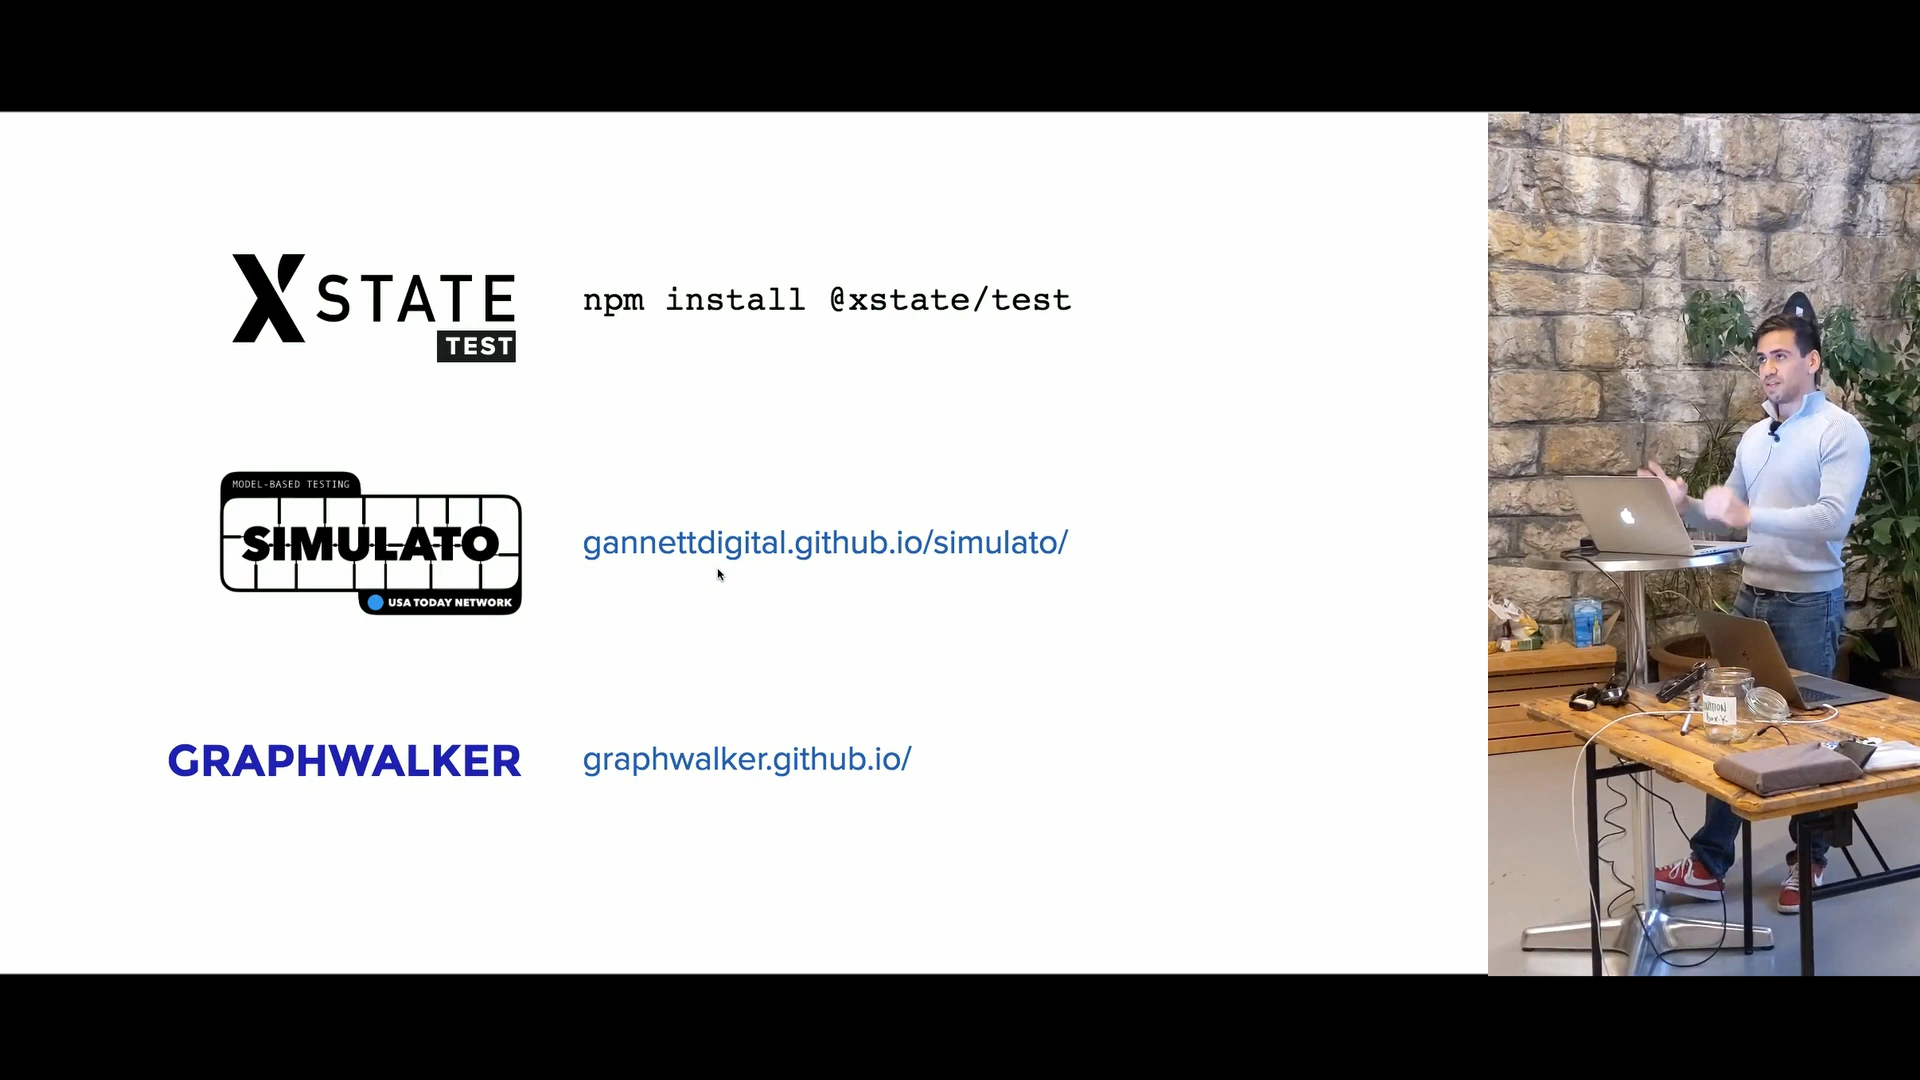 XSTATE
TEST
npm install @xstate/test
MODEL-BASED TESTING
SIMULATO
USA TODAY NETWORK
gannettdigital.github.io/simulato/
GRAPHWALKER
graphwalker.github.io/